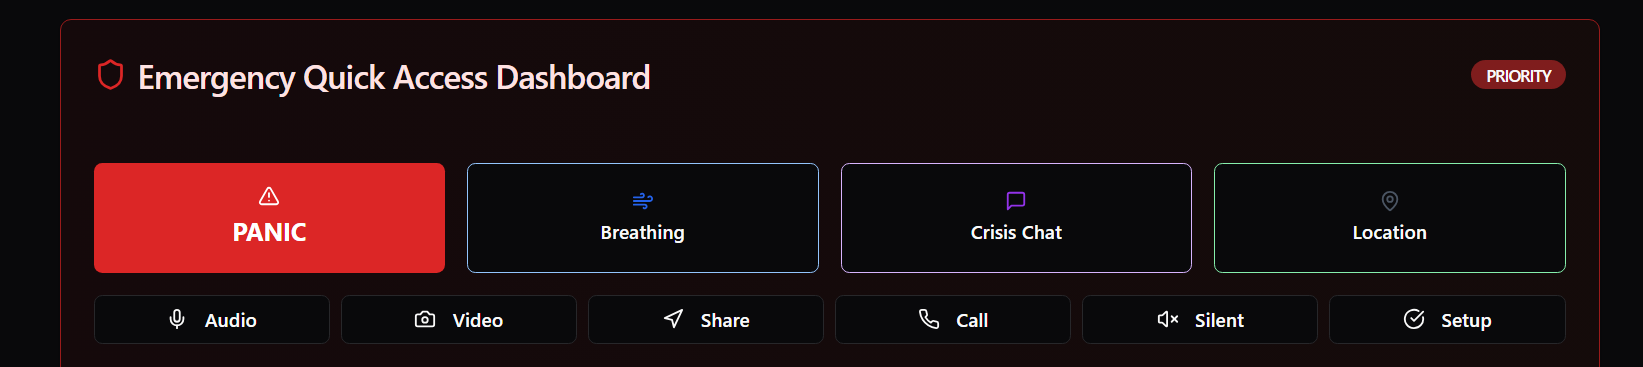 Emergency Quick Access Dashboard
PRIORITY
PANIC
Breathing
Crisis Chat
Location
Audio
Video
Share
Call
Silent
Setup